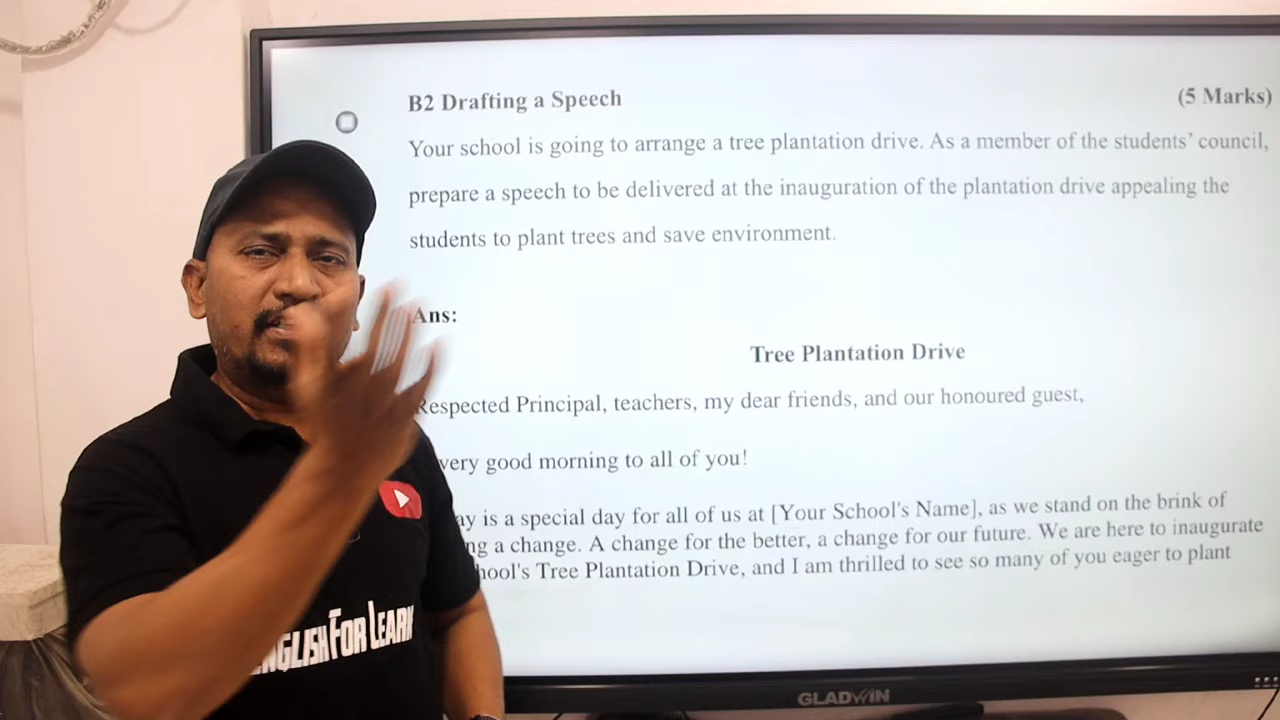 B2 Drafting a Speech (5 Marks)
Your school is going to arrange a tree plantation drive. As a member of the students' council,
prepare a speech to be delivered at the inauguration of the plantation drive appealing the
students to plant trees and save environment.
Ans:
Tree Plantation Drive
Respected Principal, teachers, my dear friends, and our honoured guest,
very good morning to all of you!
is a special day for all of us at [Your School's Name], as we stand on the brink of
a change. A change for the better, a change for our future. We are here to inaugurate
Tree Plantation Drive, and I am thrilled to see so many of you eager to plant
ENGLISH FOR LEARN
GLADWIN